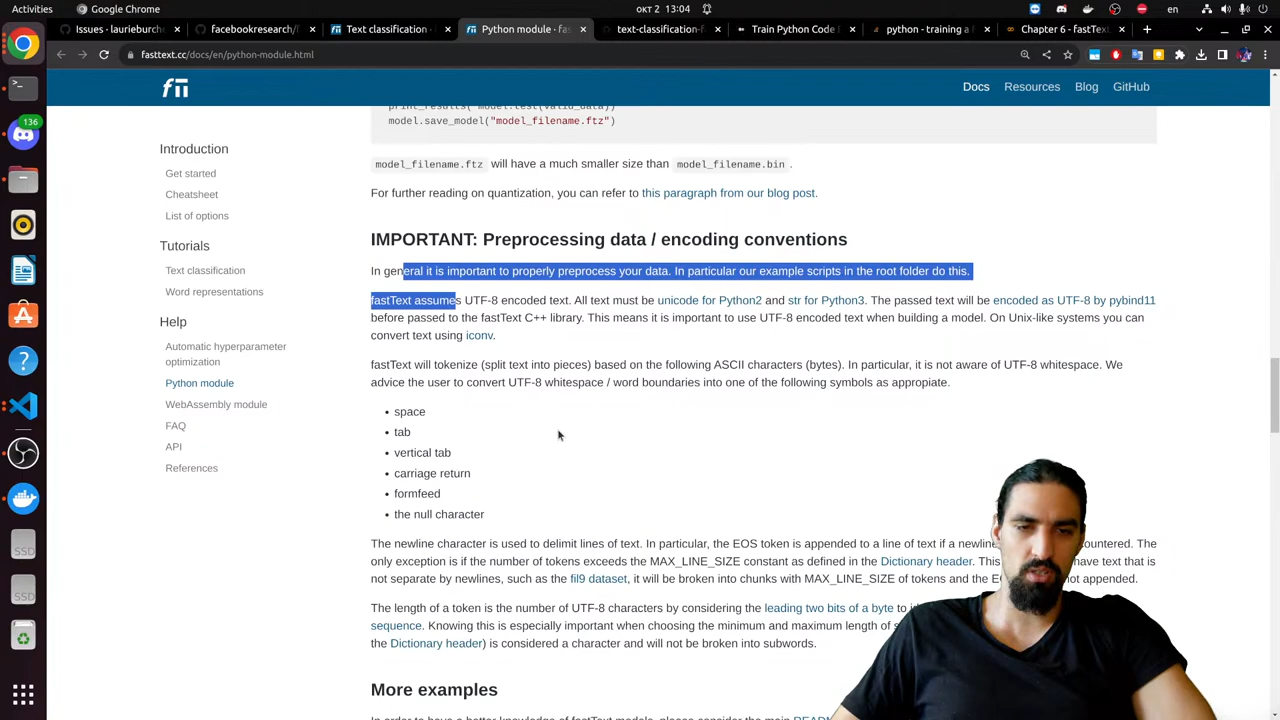 Activities
окт 2 13:04
Issues · laurieburch
facebookresearch/f
Text classification ·
Python module · fas
text-classification-f
Train Python Code E
python - training a
Chapter 6 - fastTex
fasttext.cc/docs/en/python-module.html
Docs Resources Blog GitHub
print_results(*model.test(valid_data))
model.save_model("model_filename.ftz")
136
Introduction
Get started
Cheatsheet
List of options
Tutorials
Text classification
Word representations
Help
Automatic hyperparameter
optimization
Python module
WebAssembly module
FAQ
API
References
model_filename.ftz will have a much smaller size than model_filename.bin.
For further reading on quantization, you can refer to this paragraph from our blog post.
IMPORTANT: Preprocessing data / encoding conventions
In general it is important to properly preprocess your data. In particular our example scripts in the root folder do this.
fastText assumes UTF-8 encoded text. All text must be unicode for Python2 and str for Python3. The passed text will be encoded as UTF-8 by pybind11
before passed to the fastText C++ library. This means it is important to use UTF-8 encoded text when building a model. On Unix-like systems you can
convert text using iconv.
fastText will tokenize (split text into pieces) based on the following ASCII characters (bytes). In particular, it is not aware of UTF-8 whitespace. We
advice the user to convert UTF-8 whitespace / word boundaries into one of the following symbols as appropiate.
• space
• tab
• vertical tab
• carriage return
• formfeed
• the null character
The newline character is used to delimit lines of text. In particular, the EOS token is appended to a line of text if a newline countered. The
only exception is if the number of tokens exceeds the MAX_LINE_SIZE constant as defined in the Dictionary header. This have text that is
not separate by newlines, such as the fil9 dataset, it will be broken into chunks with MAX_LINE_SIZE of tokens and the E not appended.
The length of a token is the number of UTF-8 characters by considering the leading two bits of a byte to
sequence. Knowing this is especially important when choosing the minimum and maximum length of
the Dictionary header) is considered a character and will not be broken into subwords.
More examples
SSD
SSD